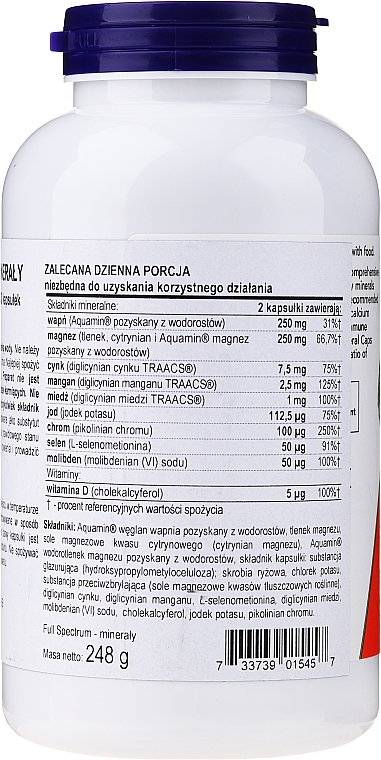 ERAŁY
kapsułek
ZALECANA DZIENNA PORCJA
niezbędna do uzyskania korzystnego działania
Składniki mineralne: 2 kapsułki zawierają:
wapń (Aquamin® pozyskany z wodorostów) 250 mg 31%†
magnez (tlenek, cytrynian i Aquamin® magnez 250 mg 66,7%†
pozyskany z wodorostów)
cynk (diglicynian cynku TRAACS®) 7,5 mg 75%†
mangan (diglicynian manganu TRAACS®) 2,5 mg 125%†
miedź (diglicynian miedzi TRAACS®) 1 mg 100%†
jod (jodek potasu) 112,5 µg 75%†
chrom (pikolinian chromu) 100 µg 250%†
selen (L-selenometionina) 50 µg 91%†
molibden (molibdenian (VI) sodu) 50 µg 100%†
Witaminy:
witamina D (cholekalcyferol) 5 µg 100%†
† - procent referencyjnych wartości spożycia
Składniki: Aquamin® węglan wapnia pozyskany z wodorostów, tlenek magnezu,
sole magnezowe kwasu cytrynowego (cytrynian magnezu), Aquamin®
wodorotlenek magnezu pozyskany z wodorostów, składnik kapsułki: substancja
glazurująca (hydroksypropylometyloceluloza); skrobia ryżowa, chlorek potasu,
substancja przeciwzbrylająca (sole magnezowe kwasów tłuszczowych roślinne),
diglicynian cynku, diglicynian manganu, L-selenometionina, diglicynian miedzi,
molibdenian (VI) sodu, cholekalcyferol, jodek potasu, pikolinian chromu.
Full Spectrum - minerały
Masa netto: 248 g
7 33739 01545 7
with food.
comprehensive
minerals
recommended
calcium
Immune
Caps
ratio of